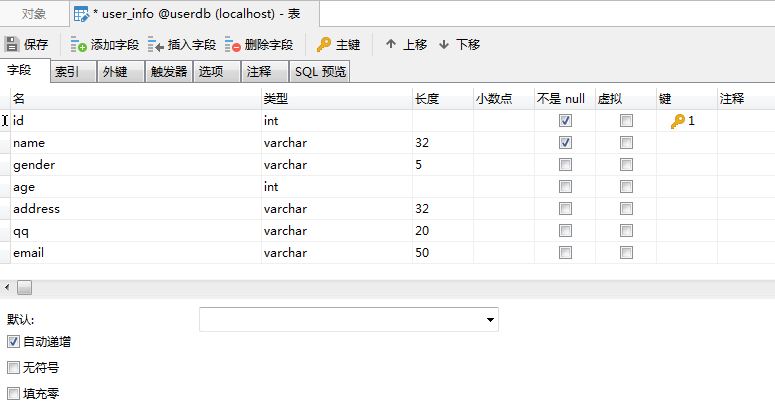 对象 * user_info @userdb (localhost) - 表
保存 添加字段 插入字段 删除字段 主键 上移 下移
字段 索引 外键 触发器 选项 注释 SQL 预览
名 类型 长度 小数点 不是 null 虚拟 键 注释
id int 1
name varchar 32
gender varchar 5
age int
address varchar 32
qq varchar 20
email varchar 50
默认:
自动递增
无符号
填充零